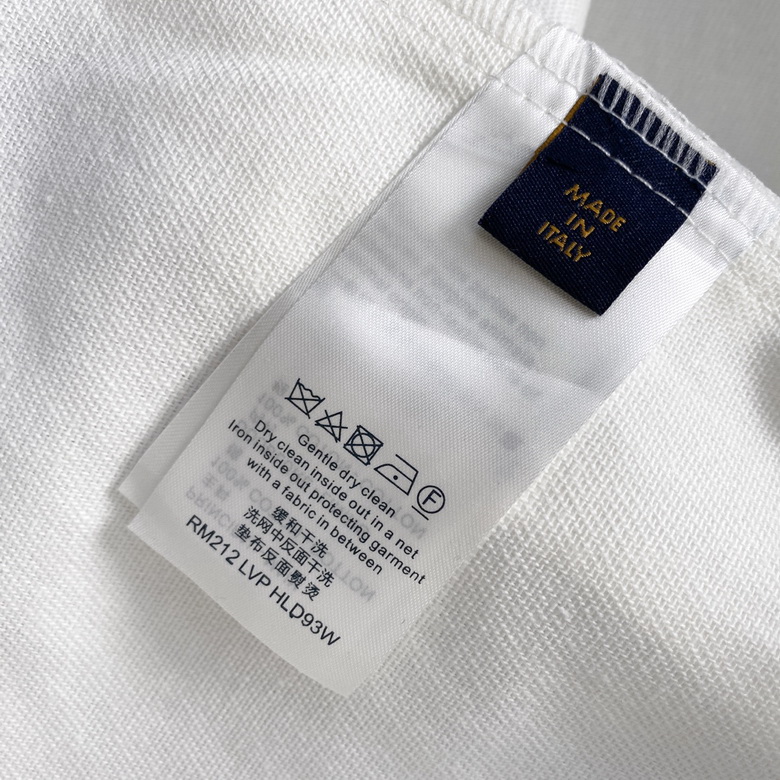 MADE
IN
ITALY
F
Gentle dry clean
Dry clean inside out in a net
Iron inside out protecting garment
with a fabric in between
缓和干洗
洗网中反面干洗
垫布反面熨烫
RM212 LVP HLD93W